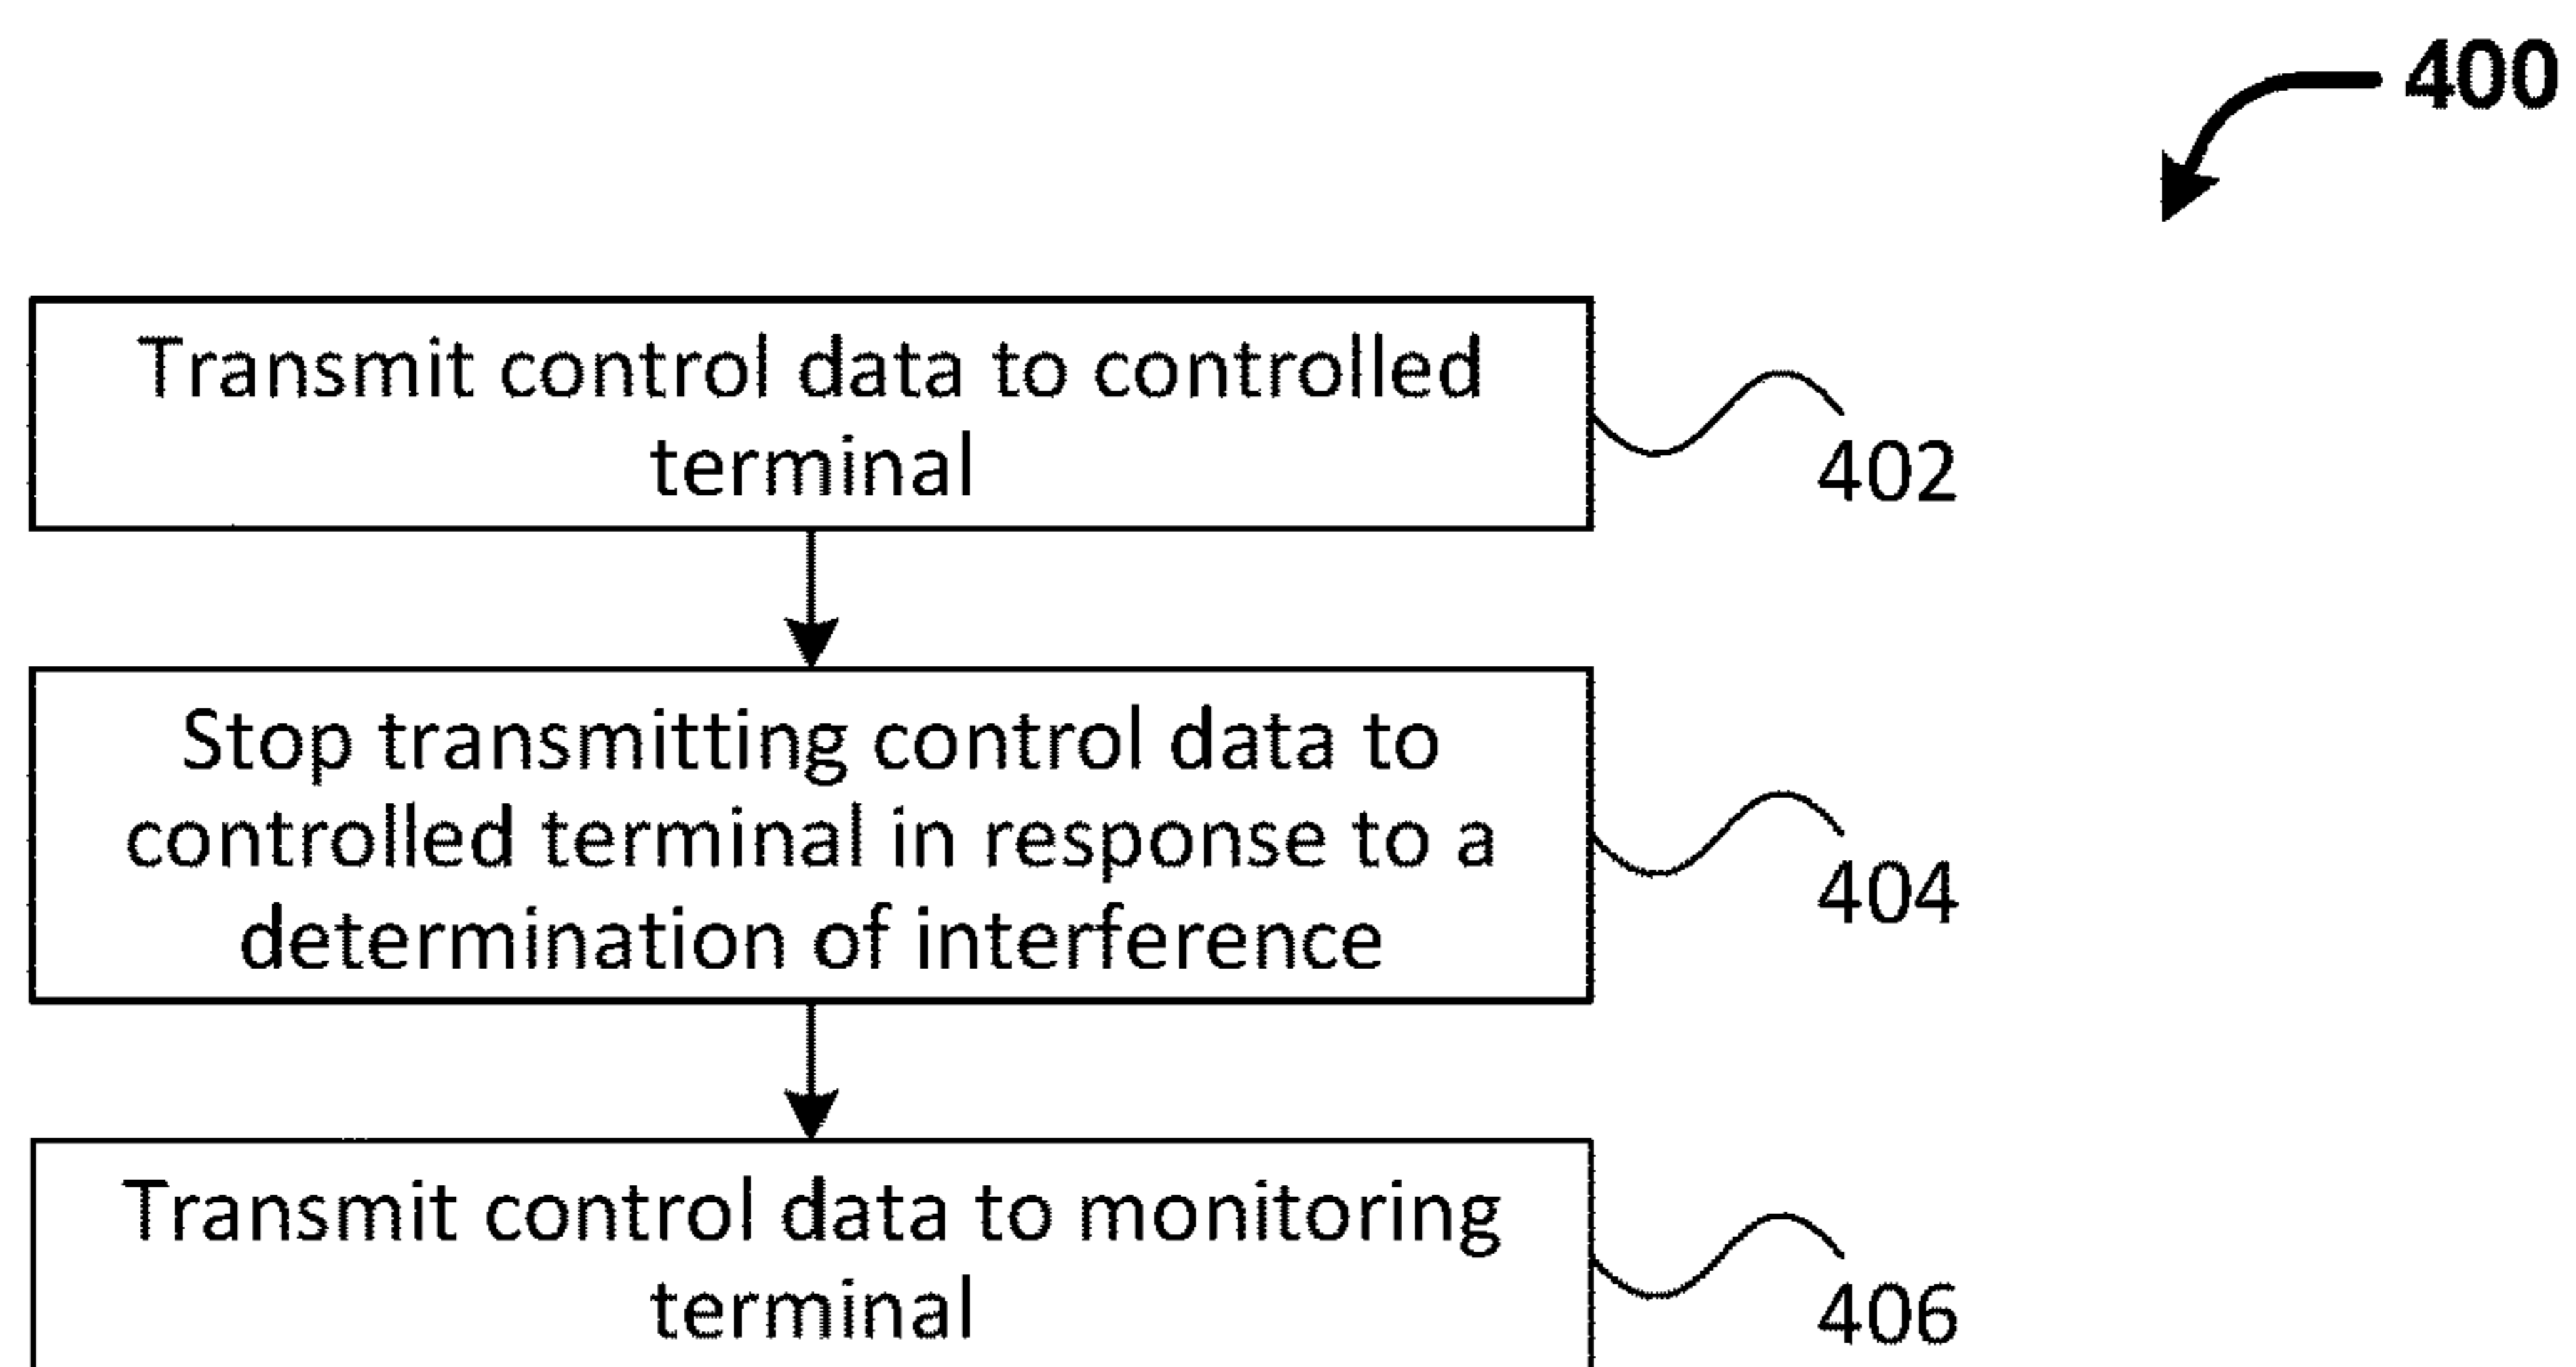 400
Transmit control data to controlled
terminal
402
Stop transmitting control data to
controlled terminal in response to a
determination of interference
404
Transmit control data to monitoring
terminal
406